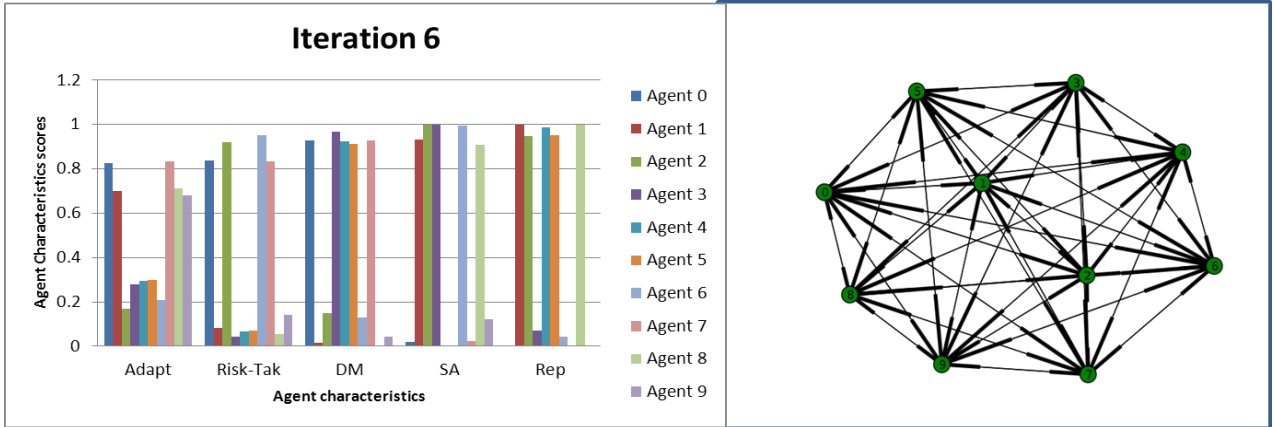 Iteration 6
Agent Characteristics scores
1.2
1
0.8
0.6
0.4
0.2
0
Adapt Risk-Tak DM SA Rep
Agent characteristics
Agent 0
Agent 1
Agent 2
Agent 3
Agent 4
Agent 5
Agent 6
Agent 7
Agent 8
Agent 9
5
3
4
1
0
6
2
8
9
7